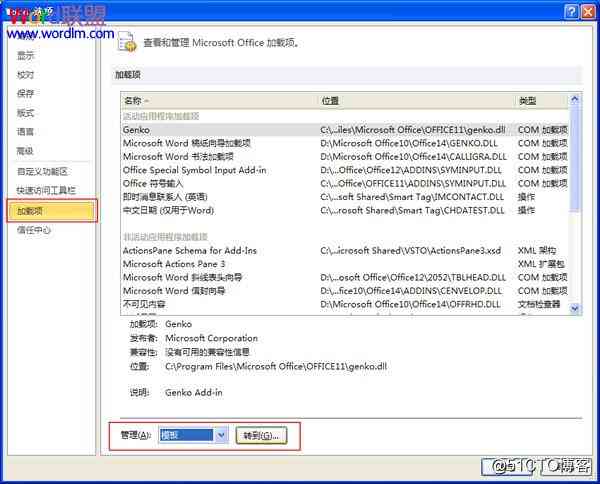 Word联盟
www.wordlm.com
选项
显示
校对
保存
版式
语言
高级
自定义功能区
快速访问工具栏
加载项
信任中心
查看和管理 Microsoft Office 加载项。
加载项
名称 位置 类型
活动应用程序加载项
Genko C:\...iles\Microsoft Office\OFFICE11\genko.dll COM 加载项
Microsoft Word 稿纸向导加载项 D:\Microsoft Office10\Office14\GENKO.DLL COM 加载项
Microsoft Word 书法加载项 D:\Microsoft Office10\Office14\CALLIGRA.DLL COM 加载项
Office Special Symbol Input Add-in D:\...\Office12\ADDINS\SYMINPUT.DLL COM 加载项
Office 符号输入 C:\...e\OFFICE11\ADDINS\SYMINPUT.DLL COM 加载项
即时消息联系人 (英语) C:\...soft Shared\Smart Tag\IMCONTACT.DLL 操作
中文日期 (仅用于Word) C:\...rosoft Shared\Smart Tag\CHDATEST.DLL 操作
非活动应用程序加载项
ActionsPane Schema for Add-Ins C:\...icrosoft Shared\VSTO\ActionsPane3.xsd XML 架构
Microsoft Actions Pane 3 XML 扩展包
Microsoft Word 斜线表头向导 D:\...osoft Office\Office12\2052\TBLHEAD.DLL COM 加载项
Microsoft Word 信封向导 D:\...fice10\Office14\ADDINS\CENVELOP.DLL COM 加载项
不可见内容 D:\Microsoft Office10\Office14\OFFRHD.DLL 文档检查器
加载项: Genko
发布者: Microsoft Corporation
兼容性: 没有可用的兼容性信息
位置: C:\Program Files\Microsoft Office\OFFICE11\genko.dll
说明: Genko Add-in
管理(A): 模板 转到(G)...
@51CTO博客